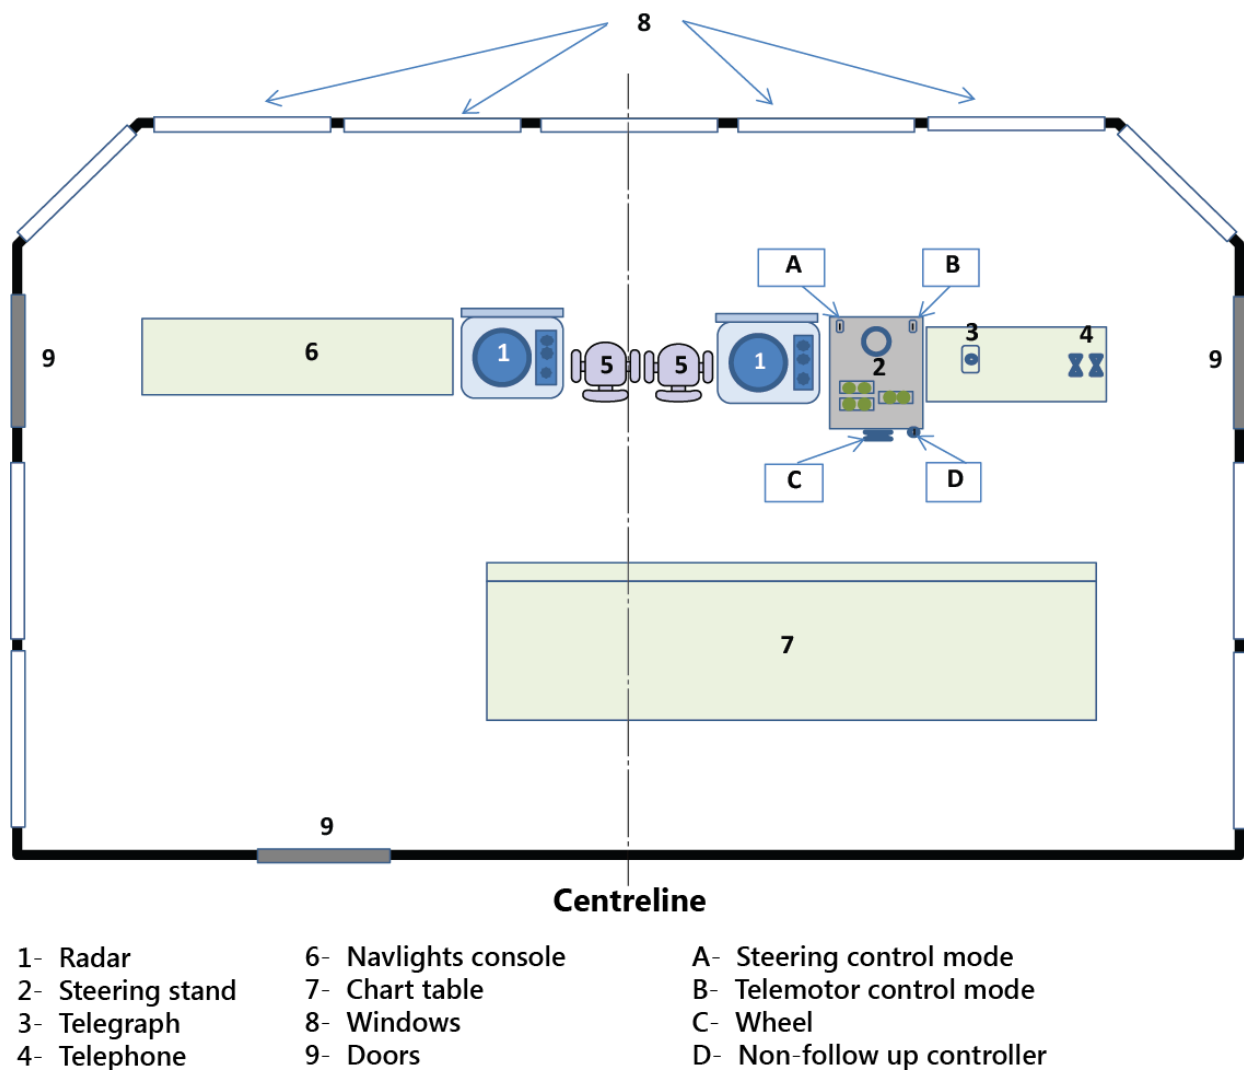 8
A
B
9
6
1
5
5
1
2
3
4
9
C
D
7
9
Centreline
1- Radar
2- Steering stand
3- Telegraph
4- Telephone
6- Navlights console
7- Chart table
8- Windows
9- Doors
A- Steering control mode
B- Telemotor control mode
C- Wheel
D- Non-follow up controller